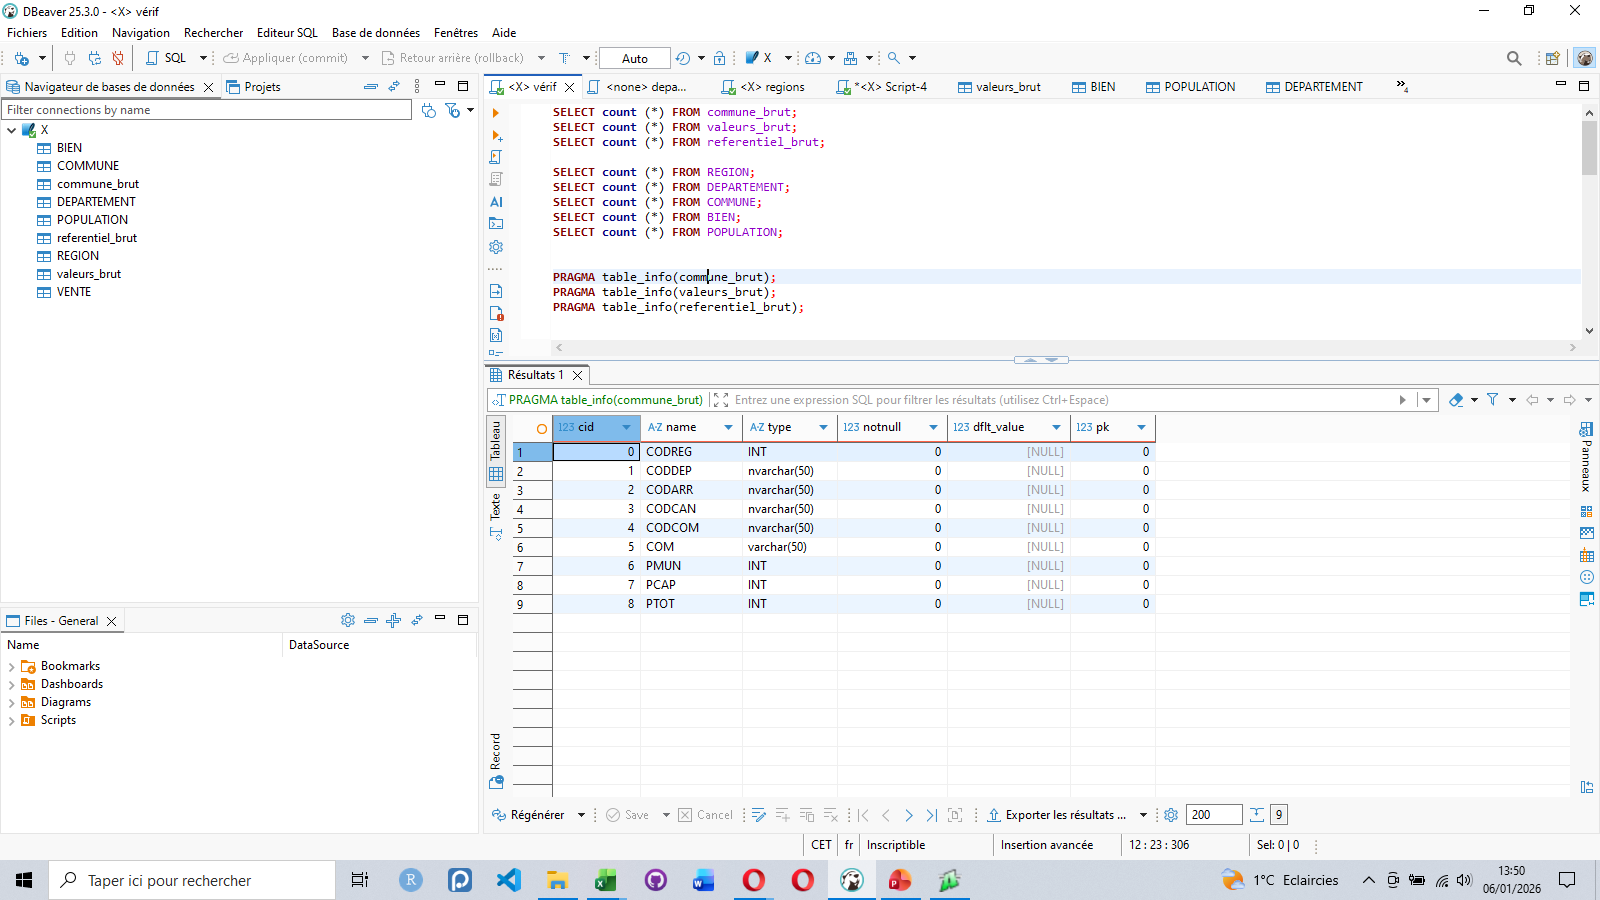 DBeaver 25.3.0 - <X> vérif
Fichiers Edition Navigation Rechercher Editeur SQL Base de données Fenêtres Aide
SQL Appliquer (commit) Retour arrière (rollback) T Auto X
Navigateur de bases de données Projets
Filter connections by name
X
BIEN
COMMUNE
commune_brut
DEPARTEMENT
POPULATION
referentiel_brut
REGION
valeurs_brut
VENTE
Files - General
Name DataSource
Bookmarks
Dashboards
Diagrams
Scripts
<X> vérif <none> depa... <X> regions *<X> Script-4 valeurs_brut BIEN POPULATION DEPARTEMENT »4
AI
SELECT count (*) FROM commune_brut;
SELECT count (*) FROM valeurs_brut;
SELECT count (*) FROM referentiel_brut;
SELECT count (*) FROM REGION;
SELECT count (*) FROM DEPARTEMENT;
SELECT count (*) FROM COMMUNE;
SELECT count (*) FROM BIEN;
SELECT count (*) FROM POPULATION;
PRAGMA table_info(commune_brut);
PRAGMA table_info(valeurs_brut);
PRAGMA table_info(referentiel_brut);
Résultats 1
PRAGMA table_info(commune_brut) Entrez une expression SQL pour filtrer les résultats (utilisez Ctrl+Espace)
Tableau
Texte
Record
Panneaux
123 cid A-Z name A-Z type 123 notnull 123 dflt_value 123 pk
1 0 CODREG INT 0 [NULL] 0
2 1 CODDEP nvarchar(50) 0 [NULL] 0
3 2 CODARR nvarchar(50) 0 [NULL] 0
4 3 CODCAN nvarchar(50) 0 [NULL] 0
5 4 CODCOM nvarchar(50) 0 [NULL] 0
6 5 COM varchar(50) 0 [NULL] 0
7 6 PMUN INT 0 [NULL] 0
8 7 PCAP INT 0 [NULL] 0
9 8 PTOT INT 0 [NULL] 0
Régénérer Save Cancel Exporter les résultats ... 200 9
CET fr Inscriptible Insertion avancée 12 : 23 : 306 Sel: 0 | 0
Taper ici pour rechercher 1°C Eclaircies 13:50
06/01/2026